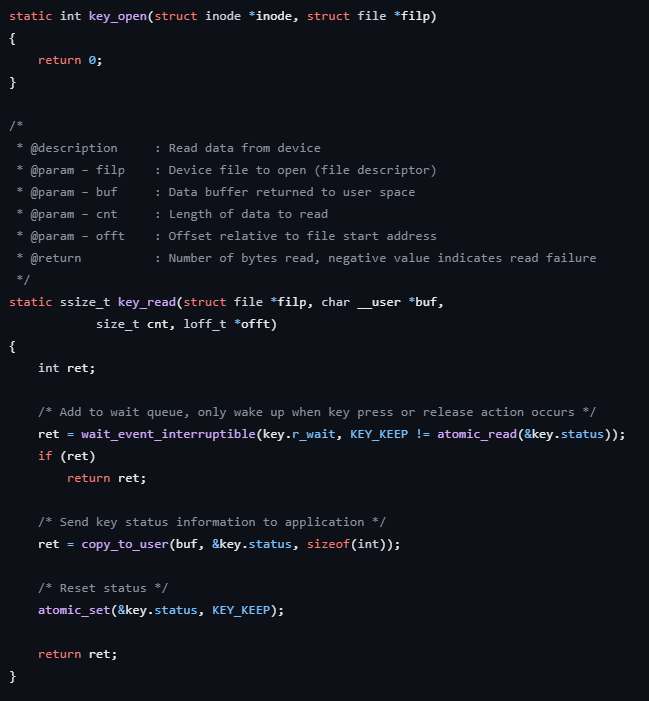 static int key_open(struct inode *inode, struct file *filp)
{
    return 0;
}

/*
 * @description     : Read data from device
 * @param – filp    : Device file to open (file descriptor)
 * @param – buf     : Data buffer returned to user space
 * @param – cnt     : Length of data to read
 * @param – offt    : Offset relative to file start address
 * @return          : Number of bytes read, negative value indicates read failure
 */
static ssize_t key_read(struct file *filp, char __user *buf,
            size_t cnt, loff_t *offt)
{
    int ret;

    /* Add to wait queue, only wake up when key press or release action occurs */
    ret = wait_event_interruptible(key.r_wait, KEY_KEEP != atomic_read(&key.status));
    if (ret)
        return ret;

    /* Send key status information to application */
    ret = copy_to_user(buf, &key.status, sizeof(int));

    /* Reset status */
    atomic_set(&key.status, KEY_KEEP);

    return ret;
}